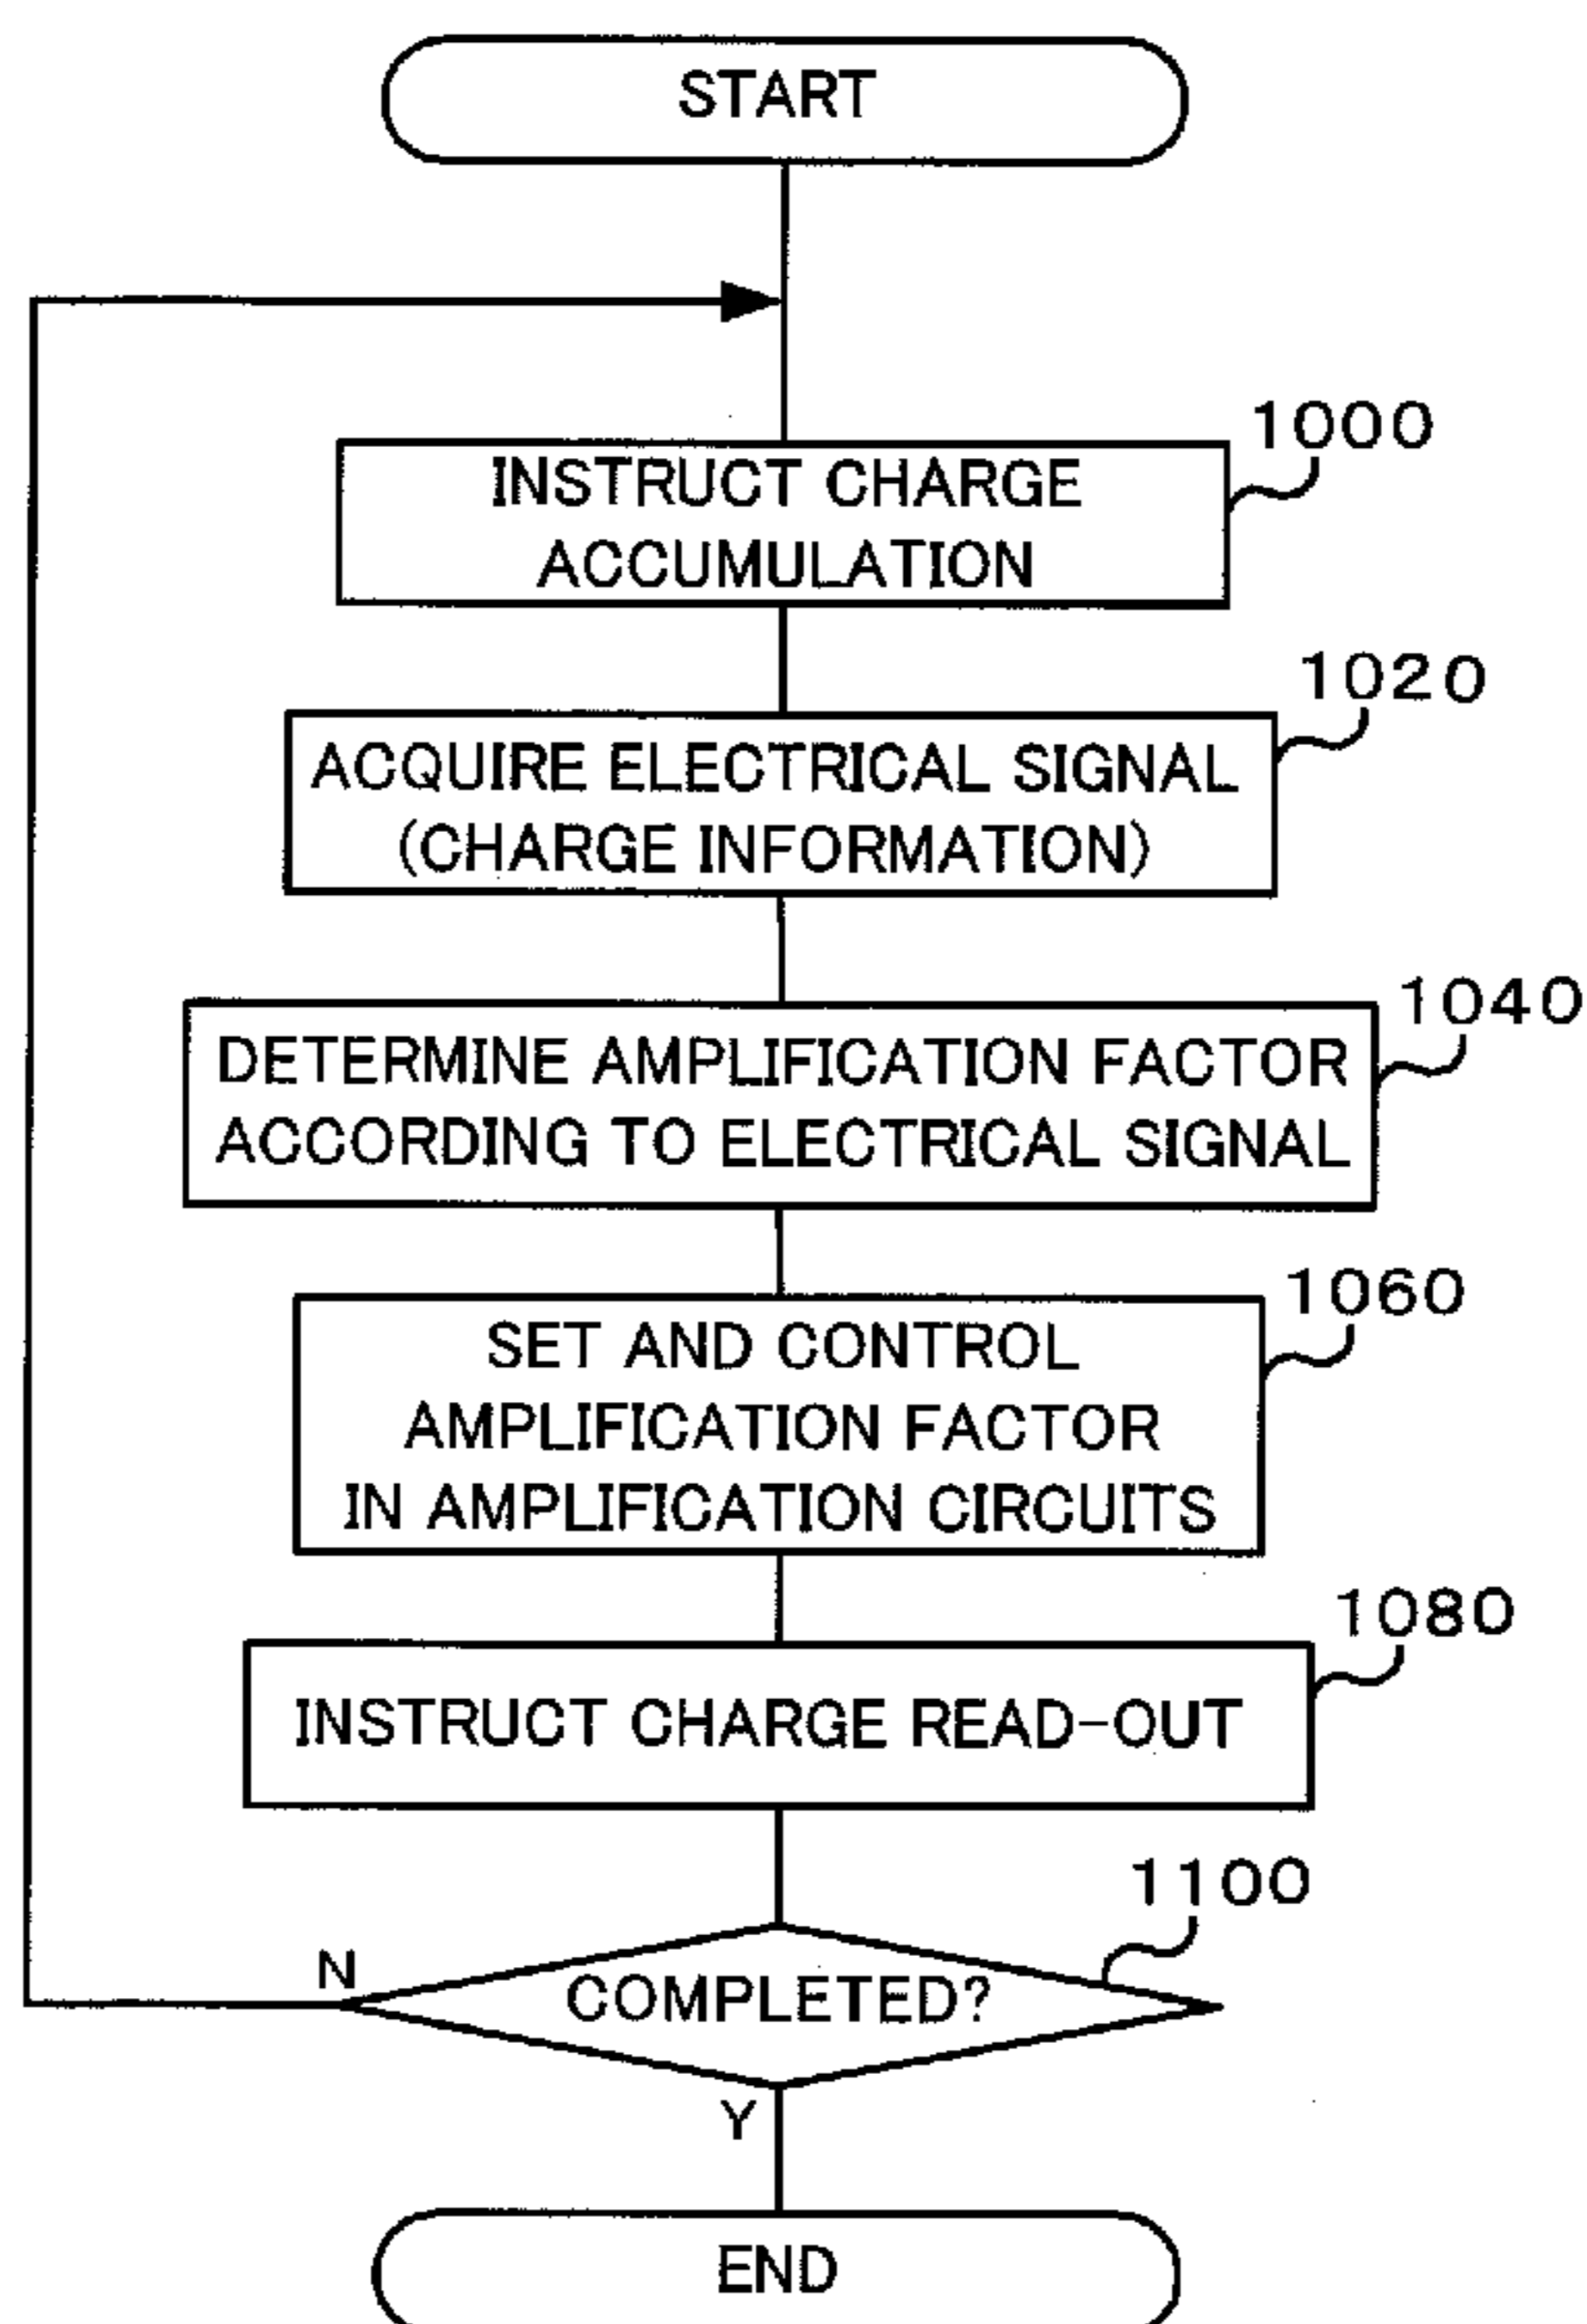 START
1000
INSTRUCT CHARGE
ACCUMULATION
1020
ACQUIRE ELECTRICAL SIGNAL
(CHARGE INFORMATION)
1040
DETERMINE AMPLIFICATION FACTOR
ACCORDING TO ELECTRICAL SIGNAL
1060
SET AND CONTROL
AMPLIFICATION FACTOR
IN AMPLIFICATION CIRCUITS
1080
INSTRUCT CHARGE READ-OUT
1100
N
COMPLETED?
Y
END